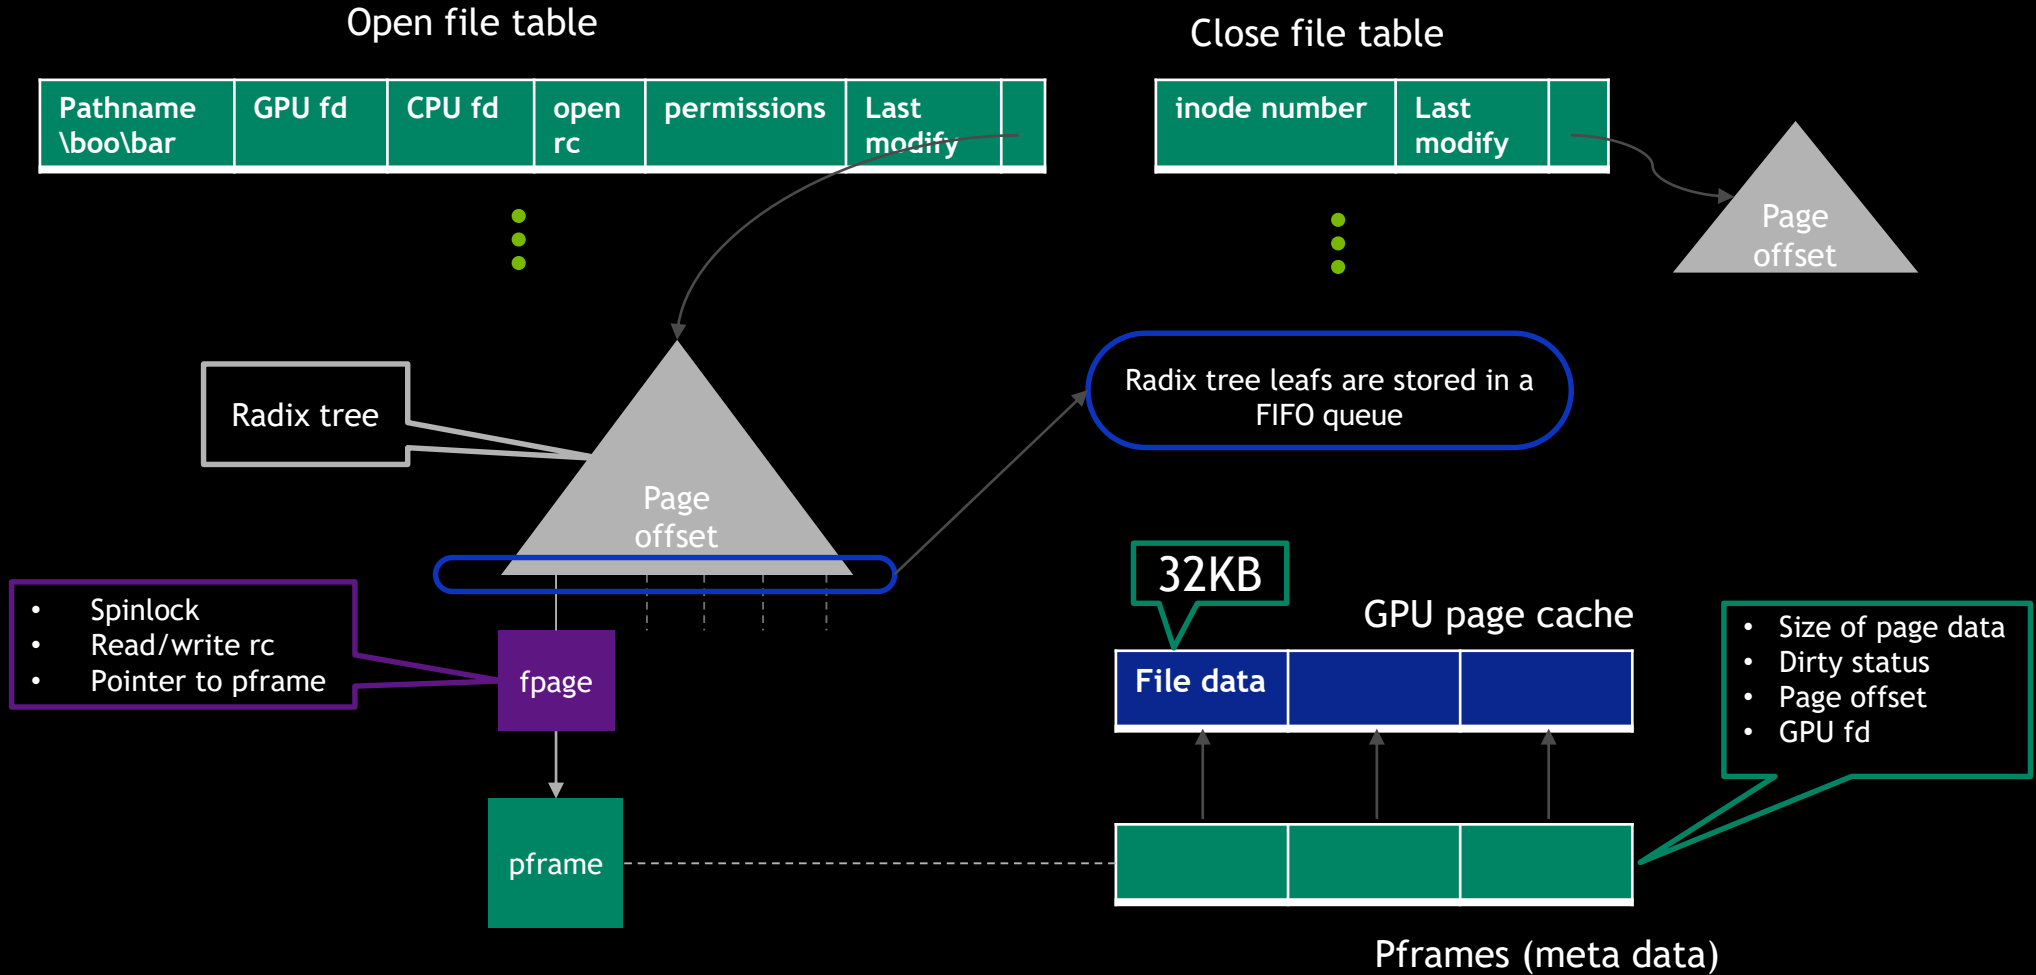 Open file table
Close file table
Pathname
\boo\bar
GPU fd
CPU fd
open
rc
permissions
Last
modify
inode number
Last
modify
Page
offset
Radix tree
Radix tree leafs are stored in a
FIFO queue
Page
offset
• Spinlock
• Read/write rc
• Pointer to pframe
fpage
pframe
32KB
GPU page cache
File data
• Size of page data
• Dirty status
• Page offset
• GPU fd
Pframes (meta data)